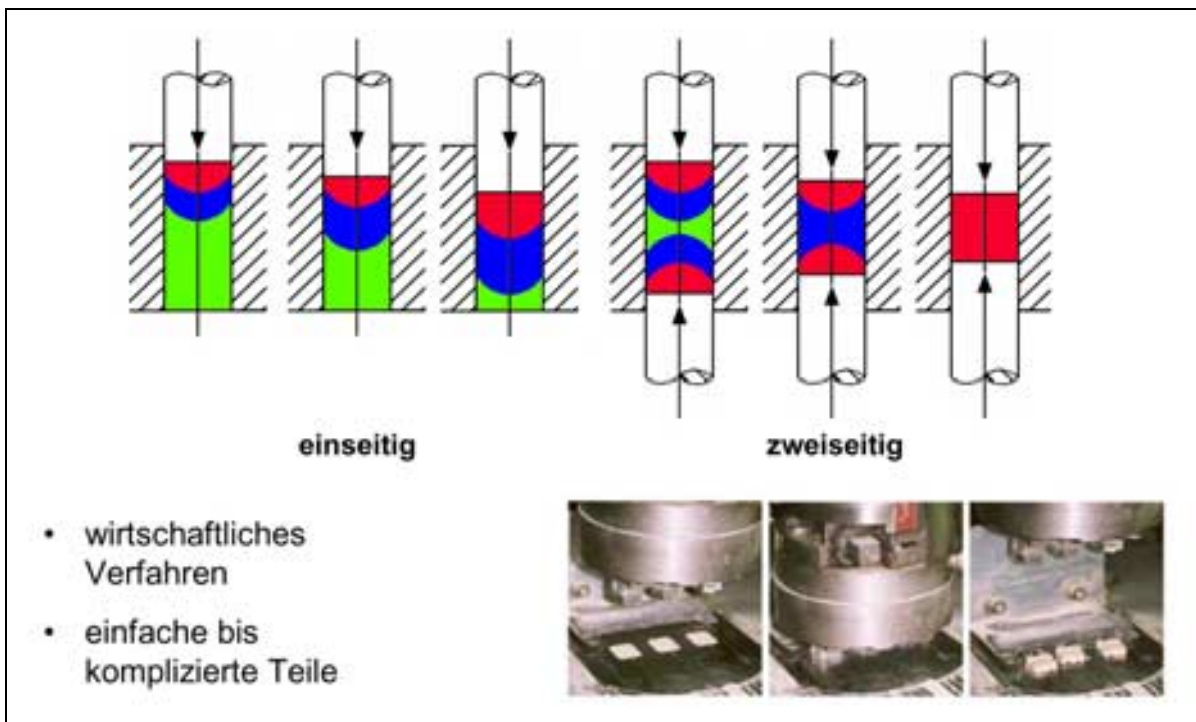 einseitig
zweiseitig
• wirtschaftliches
Verfahren
• einfache bis
komplizierte Teile